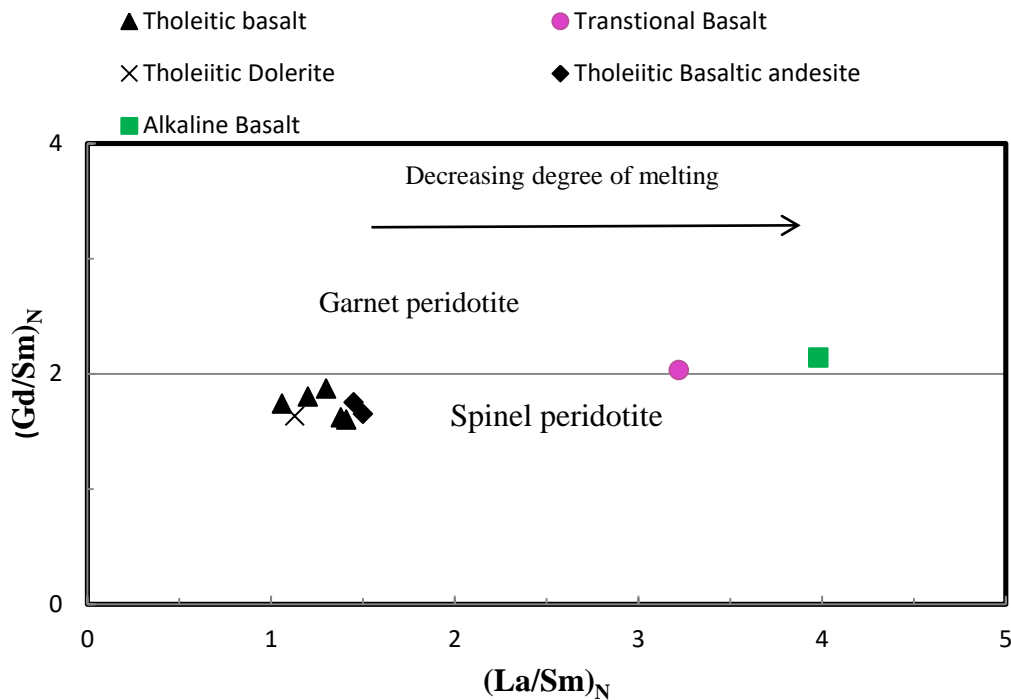 Tholeitic basalt
Transtional Basalt
Tholeiitic Dolerite
Tholeiitic Basaltic andesite
Alkaline Basalt
4
Decreasing degree of melting
Garnet peridotite
(Gd/Sm)N
2
Spinel peridotite
0
0 1 2 3 4 5
(La/Sm)N